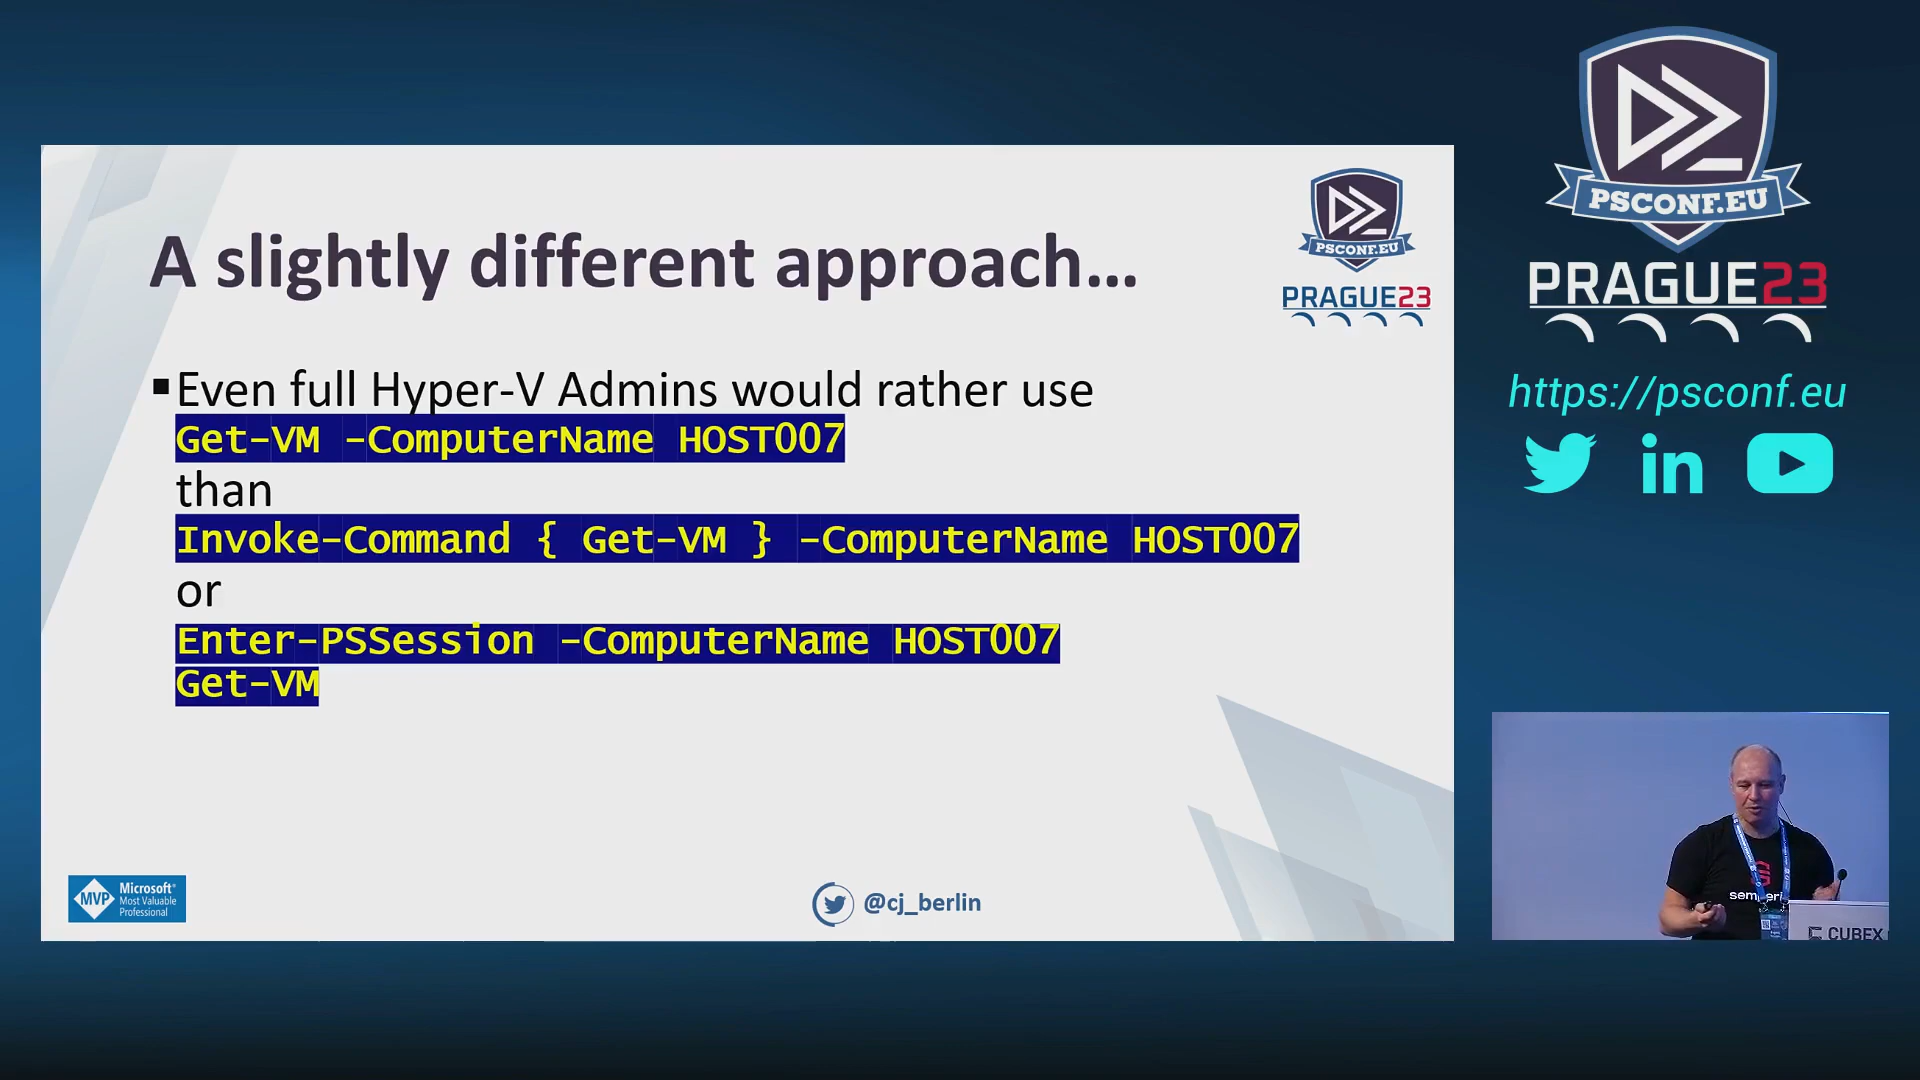 A slightly different approach...
PSCONF.EU
PRAGUE23
▪Even full Hyper-V Admins would rather use
Get-VM -ComputerName HOST007
than
Invoke-Command { Get-VM } -ComputerName HOST007
or
Enter-PSSession -ComputerName HOST007
Get-VM
MVP
Microsoft®
Most Valuable
Professional
@cj_berlin
PSCONF.EU
PRAGUE23
https://psconf.eu
in
semperi
CUBEX